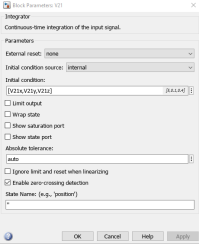 Block Parameters: V21
Integrator
Continuous-time integration of the input signal.
Parameters
External reset: none
Initial condition source: internal
Initial condition:
[V21x,V21y,V21z]
Limit output
Wrap state
Show saturation port
Show state port
Absolute tolerance:
auto
Ignore limit and reset when linearizing
Enable zero-crossing detection
State Name: (e.g., 'position')
''
OK Cancel Help Apply